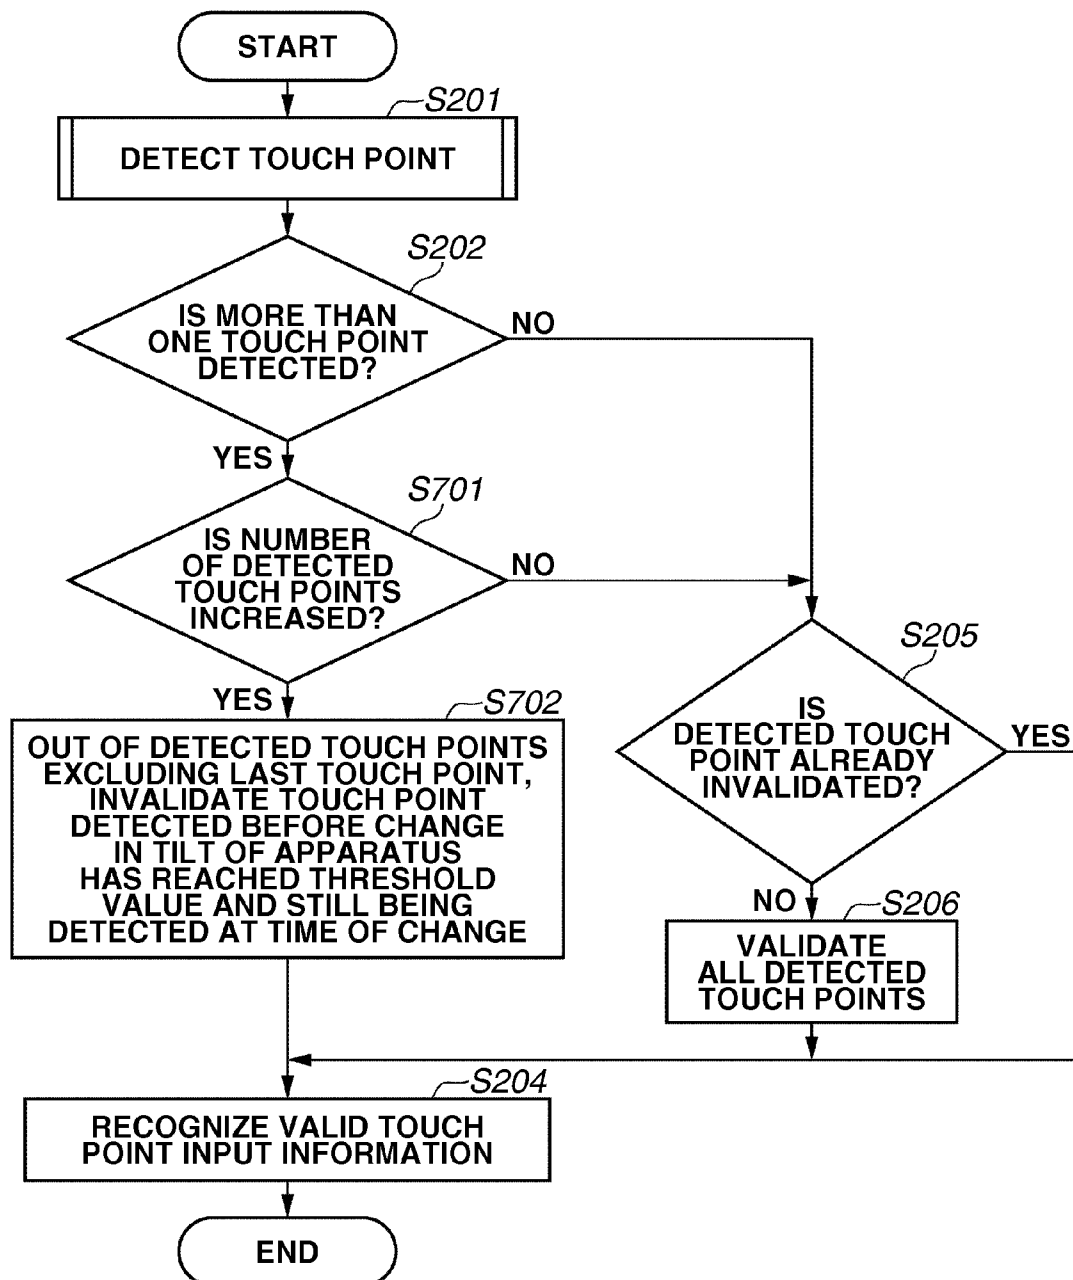 START
S201
DETECT TOUCH POINT
S202
IS MORE THAN
ONE TOUCH POINT
DETECTED?
NO
YES
S701
IS NUMBER
OF DETECTED
TOUCH POINTS
INCREASED?
NO
YES
S702
OUT OF DETECTED TOUCH POINTS
EXCLUDING LAST TOUCH POINT,
INVALIDATE TOUCH POINT
DETECTED BEFORE CHANGE
IN TILT OF APPARATUS
HAS REACHED THRESHOLD
VALUE AND STILL BEING
DETECTED AT TIME OF CHANGE
S205
IS
DETECTED TOUCH
POINT ALREADY
INVALIDATED?
YES
NO
S206
VALIDATE
ALL DETECTED
TOUCH POINTS
S204
RECOGNIZE VALID TOUCH
POINT INPUT INFORMATION
END